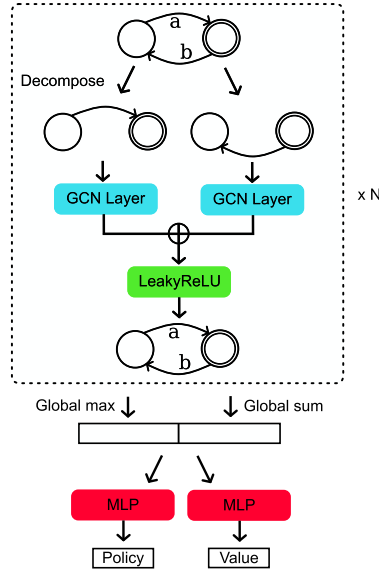 a
b
Decompose
GCN Layer
GCN Layer
x N
LeakyReLU
a
b
Global max
Global sum
MLP
MLP
Policy
Value